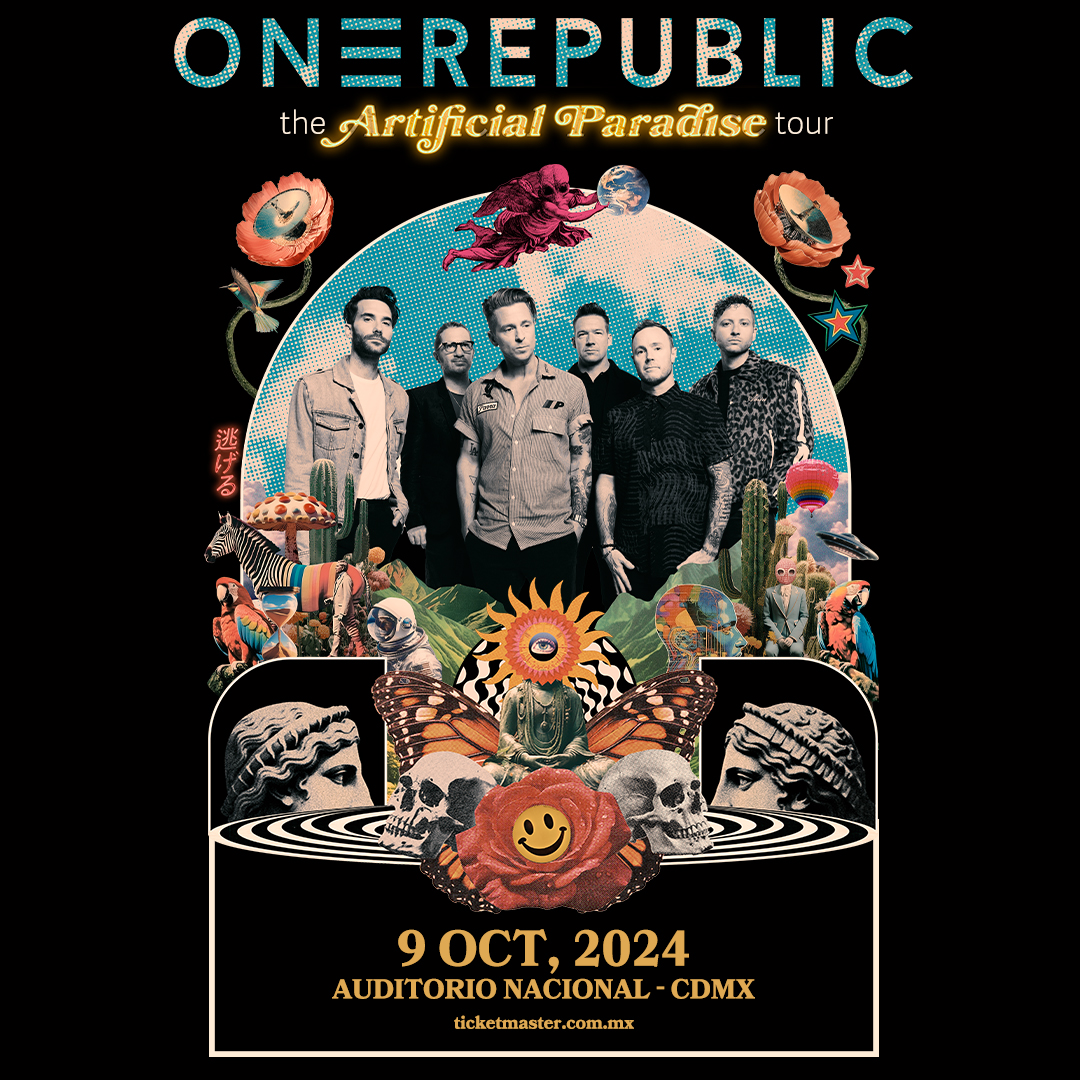 ONEREPUBLIC
the Artificial Paradise tour
逃げる
9 OCT, 2024
AUDITORIO NACIONAL - CDMX
ticketmaster.com.mx